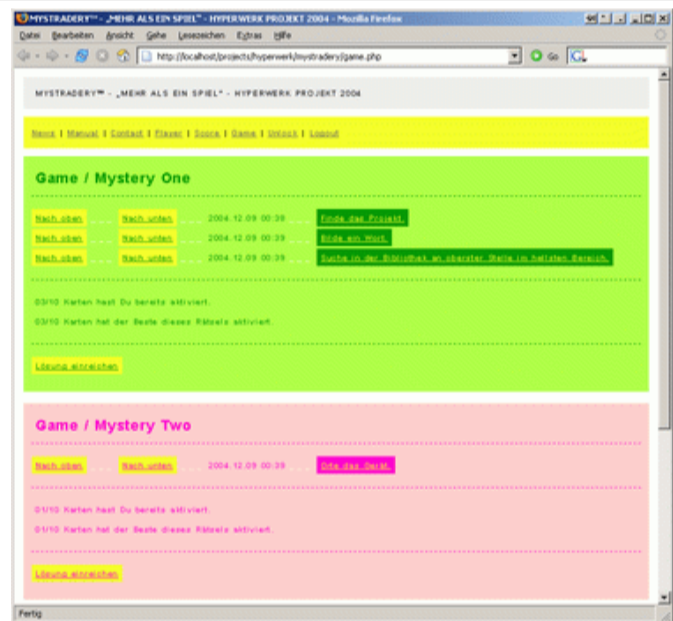 MYSTRADERY™ - „MEHR ALS EIN SPIEL" - HYPERWERK PROJEKT 2004 - Mozilla Firefox
Datei Bearbeiten Ansicht Gehe Lesezeichen Extras Hilfe
http://localhost/projects/hyperwerk/mystradery/game.php Go G
MYSTRADERY™ - „MEHR ALS EIN SPIEL" - HYPERWERK PROJEKT 2004
News | Manual | Contact | Player | Score | Game | Unlock | Logout
Game / Mystery One
Nach oben ... Nach unten ... 2004.12.09 00:39 ... Finde das Projekt.
Nach oben ... Nach unten ... 2004.12.09 00:39 ... Bilde ein Wort.
Nach oben ... Nach unten ... 2004.12.09 00:39 ... Suche in der Bibliothek an oberster Stelle im hellsten Bereich.
03/10 Karten hast Du bereits aktiviert.
03/10 Karten hat der Beste dieses Rätsels aktiviert.
Lösung einreichen
Game / Mystery Two
Nach oben ... Nach unten ... 2004.12.09 00:39 ... Orte das Gerät.
01/10 Karten hast Du bereits aktiviert.
01/10 Karten hat der Beste dieses Rätsels aktiviert.
Lösung einreichen
Fertig